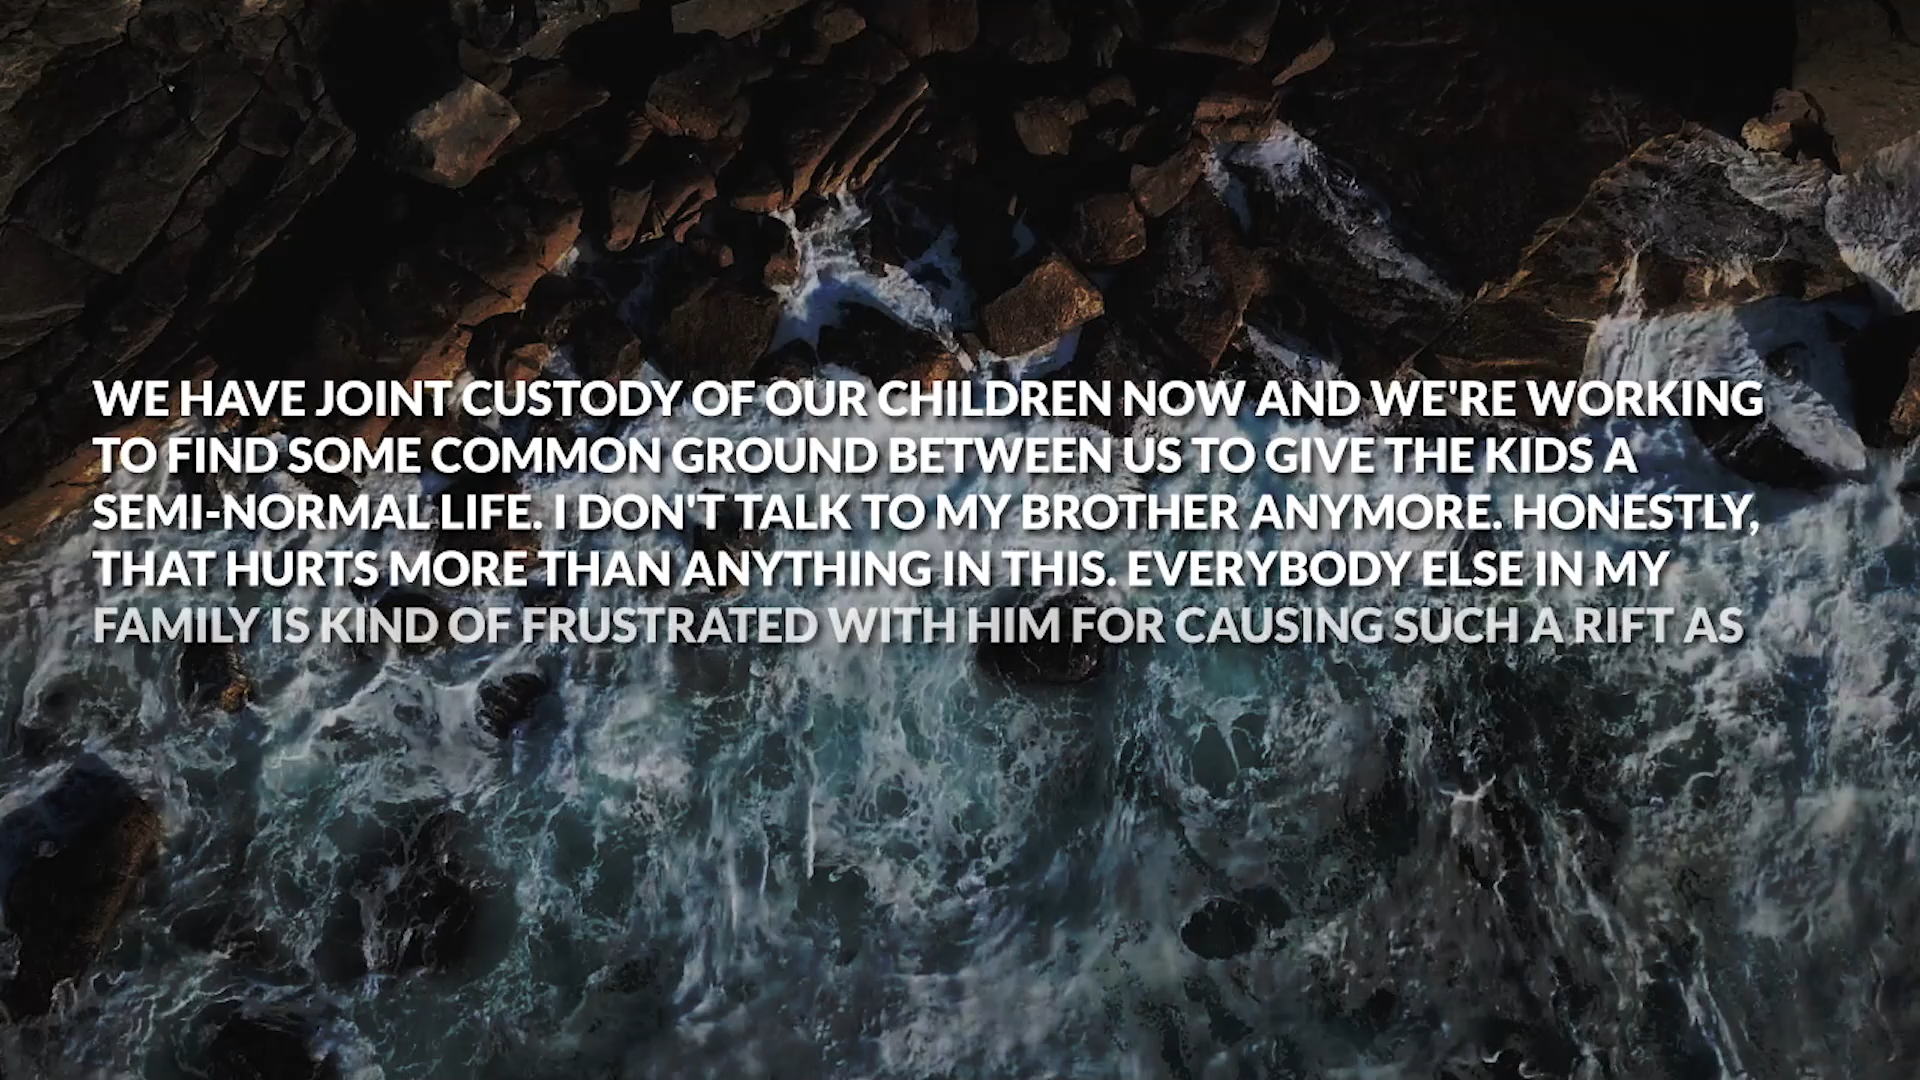 WE HAVE JOINT CUSTODY OF OUR CHILDREN NOW AND WE'RE WORKING
TO FIND SOME COMMON GROUND BETWEEN US TO GIVE THE KIDS A
SEMI-NORMAL LIFE. I DON'T TALK TO MY BROTHER ANYMORE. HONESTLY,
THAT HURTS MORE THAN ANYTHING IN THIS. EVERYBODY ELSE IN MY
FAMILY IS KIND OF FRUSTRATED WITH HIM FOR CAUSING SUCH A RIFT AS